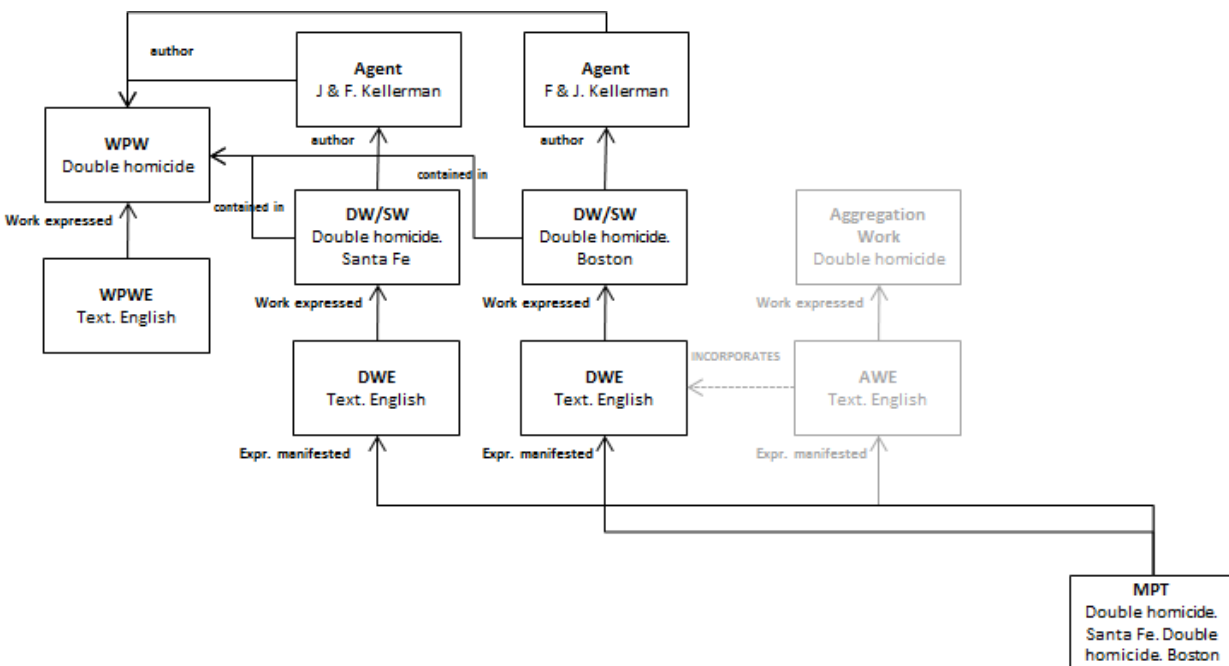 author
Agent
J & F. Kellerman
Agent
F & J. Kellerman
WPW
Double homicide
author
author
contained in
contained in
Work expressed
DW/SW
Double homicide.
Santa Fe
DW/SW
Double homicide.
Boston
Aggregation
Work
Double homicide
WPWE
Text. English
Work expressed
Work expressed
Work expressed
DWE
Text. English
DWE
Text. English
INCORPORATES
AWE
Text. English
Expr. manifested
Expr. manifested
Expr. manifested
MPT
Double homicide.
Santa Fe. Double
homicide. Boston